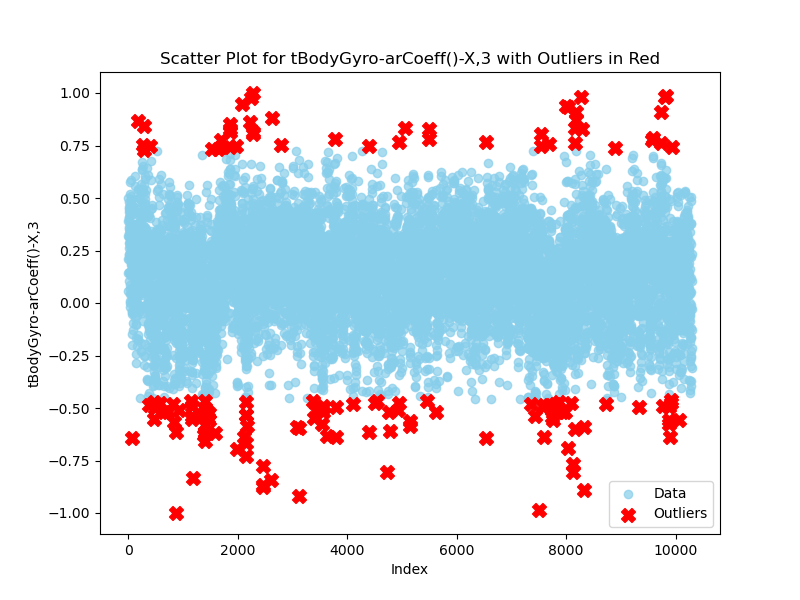 Scatter Plot for tBodyGyro-arCoeff()-X,3 with Outliers in Red
tBodyGyro-arCoeff()-X,3
1.00
0.75
0.50
0.25
0.00
−0.25
−0.50
−0.75
−1.00
0 2000 4000 6000 8000 10000
Index
Data
Outliers